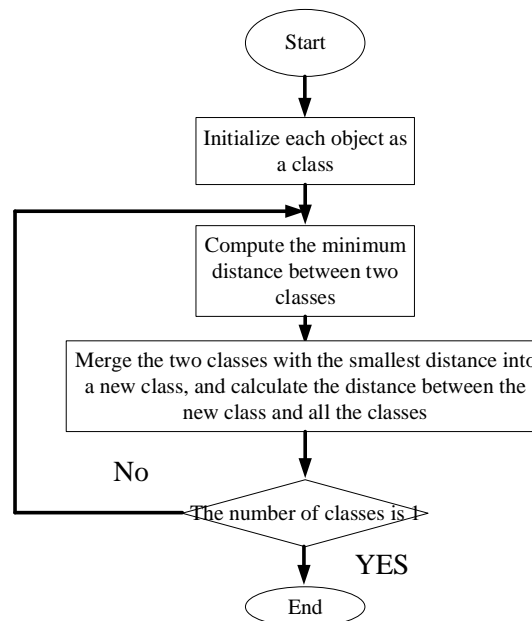 Start
Initialize each object as
a class
Compute the minimum
distance between two
classes
Merge the two classes with the smallest distance into
a new class, and calculate the distance between the
new class and all the classes
No
The number of classes is 1
YES
End